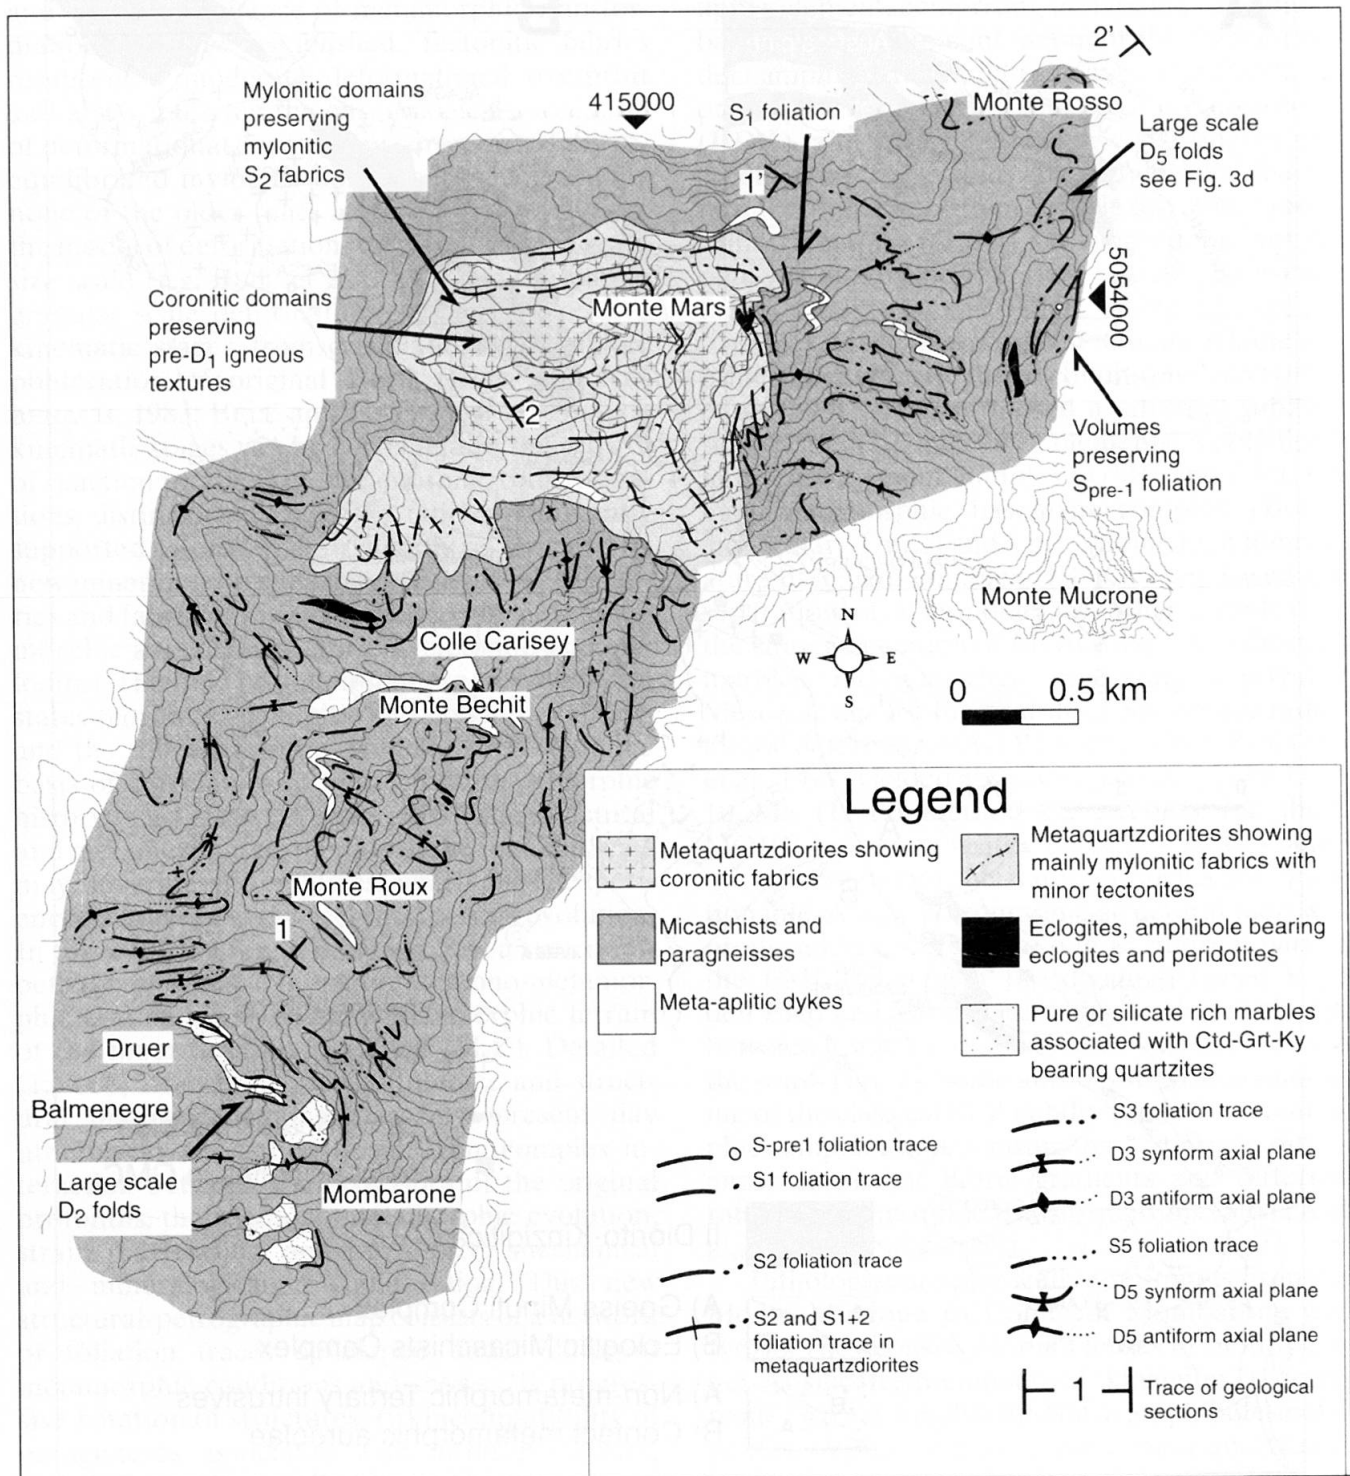 2'
Mylonitic domains
preserving
mylonitic
S2 fabrics
415000
S1 foliation
Monte Rosso
Large scale
D5 folds
see Fig. 3d
1'
5054000
Coronitic domains
preserving
pre-D1 igneous
textures
Monte Mars
2
Volumes
preserving
Spre-1 foliation
Monte Mucrone
Colle Carisey
N
W E
S
0 0.5 km
Monte Bechit
Monte Roux
1
Druer
Balmenegre
Large scale
D2 folds
Mombarone
Legend
Metaquartzdiorites showing
coronitic fabrics
Micaschists and
paragneisses
Meta-aplitic dykes
Metaquartzdiorites showing
mainly mylonitic fabrics with
minor tectonites
Eclogites, amphibole bearing
eclogites and peridotites
Pure or silicate rich marbles
associated with Ctd-Grt-Ky
bearing quartzites
S-pre1 foliation trace
S1 foliation trace
S2 foliation trace
S2 and S1+2
foliation trace in
metaquartzdiorites
S3 foliation trace
D3 synform axial plane
D3 antiform axial plane
S5 foliation trace
D5 synform axial plane
D5 antiform axial plane
1
Trace of geological
sections